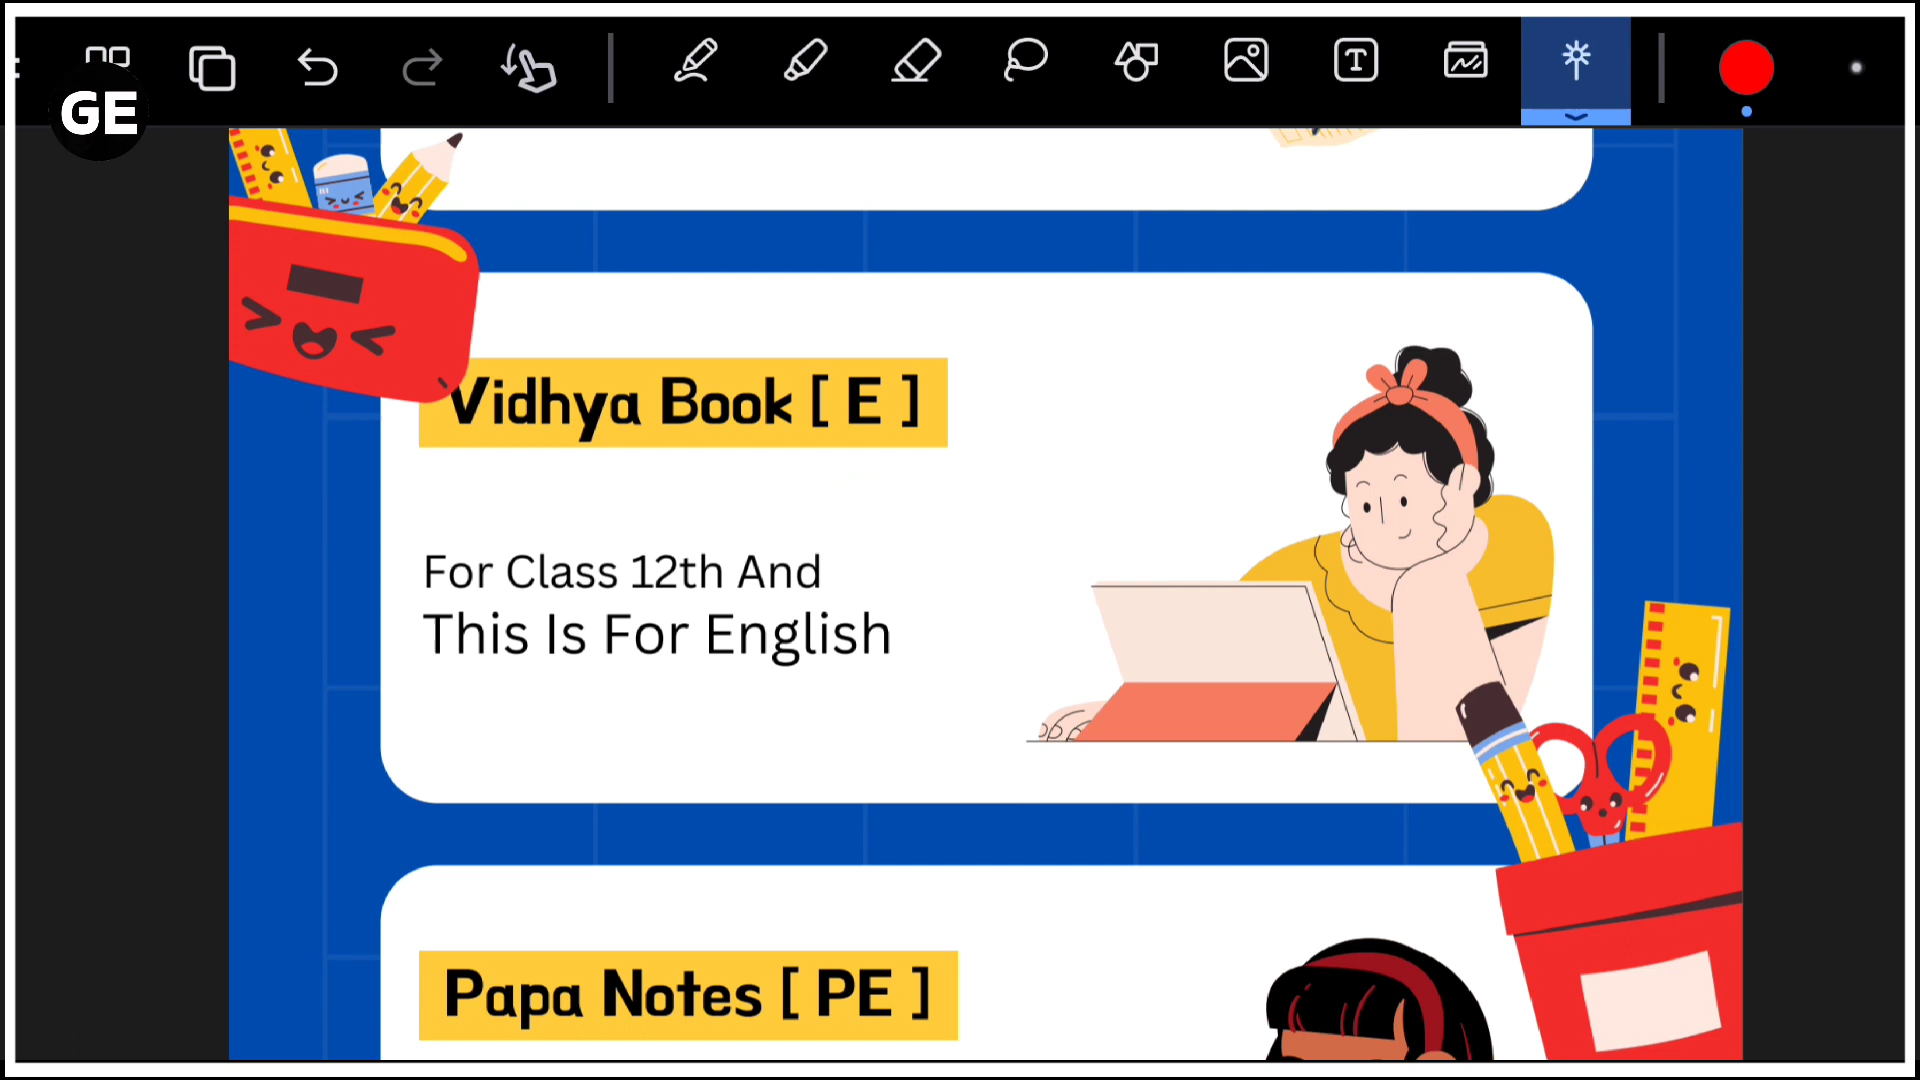 GE
Vidhya Book [ E ]
For Class 12th And
This Is For English
Papa Notes [ PE ]